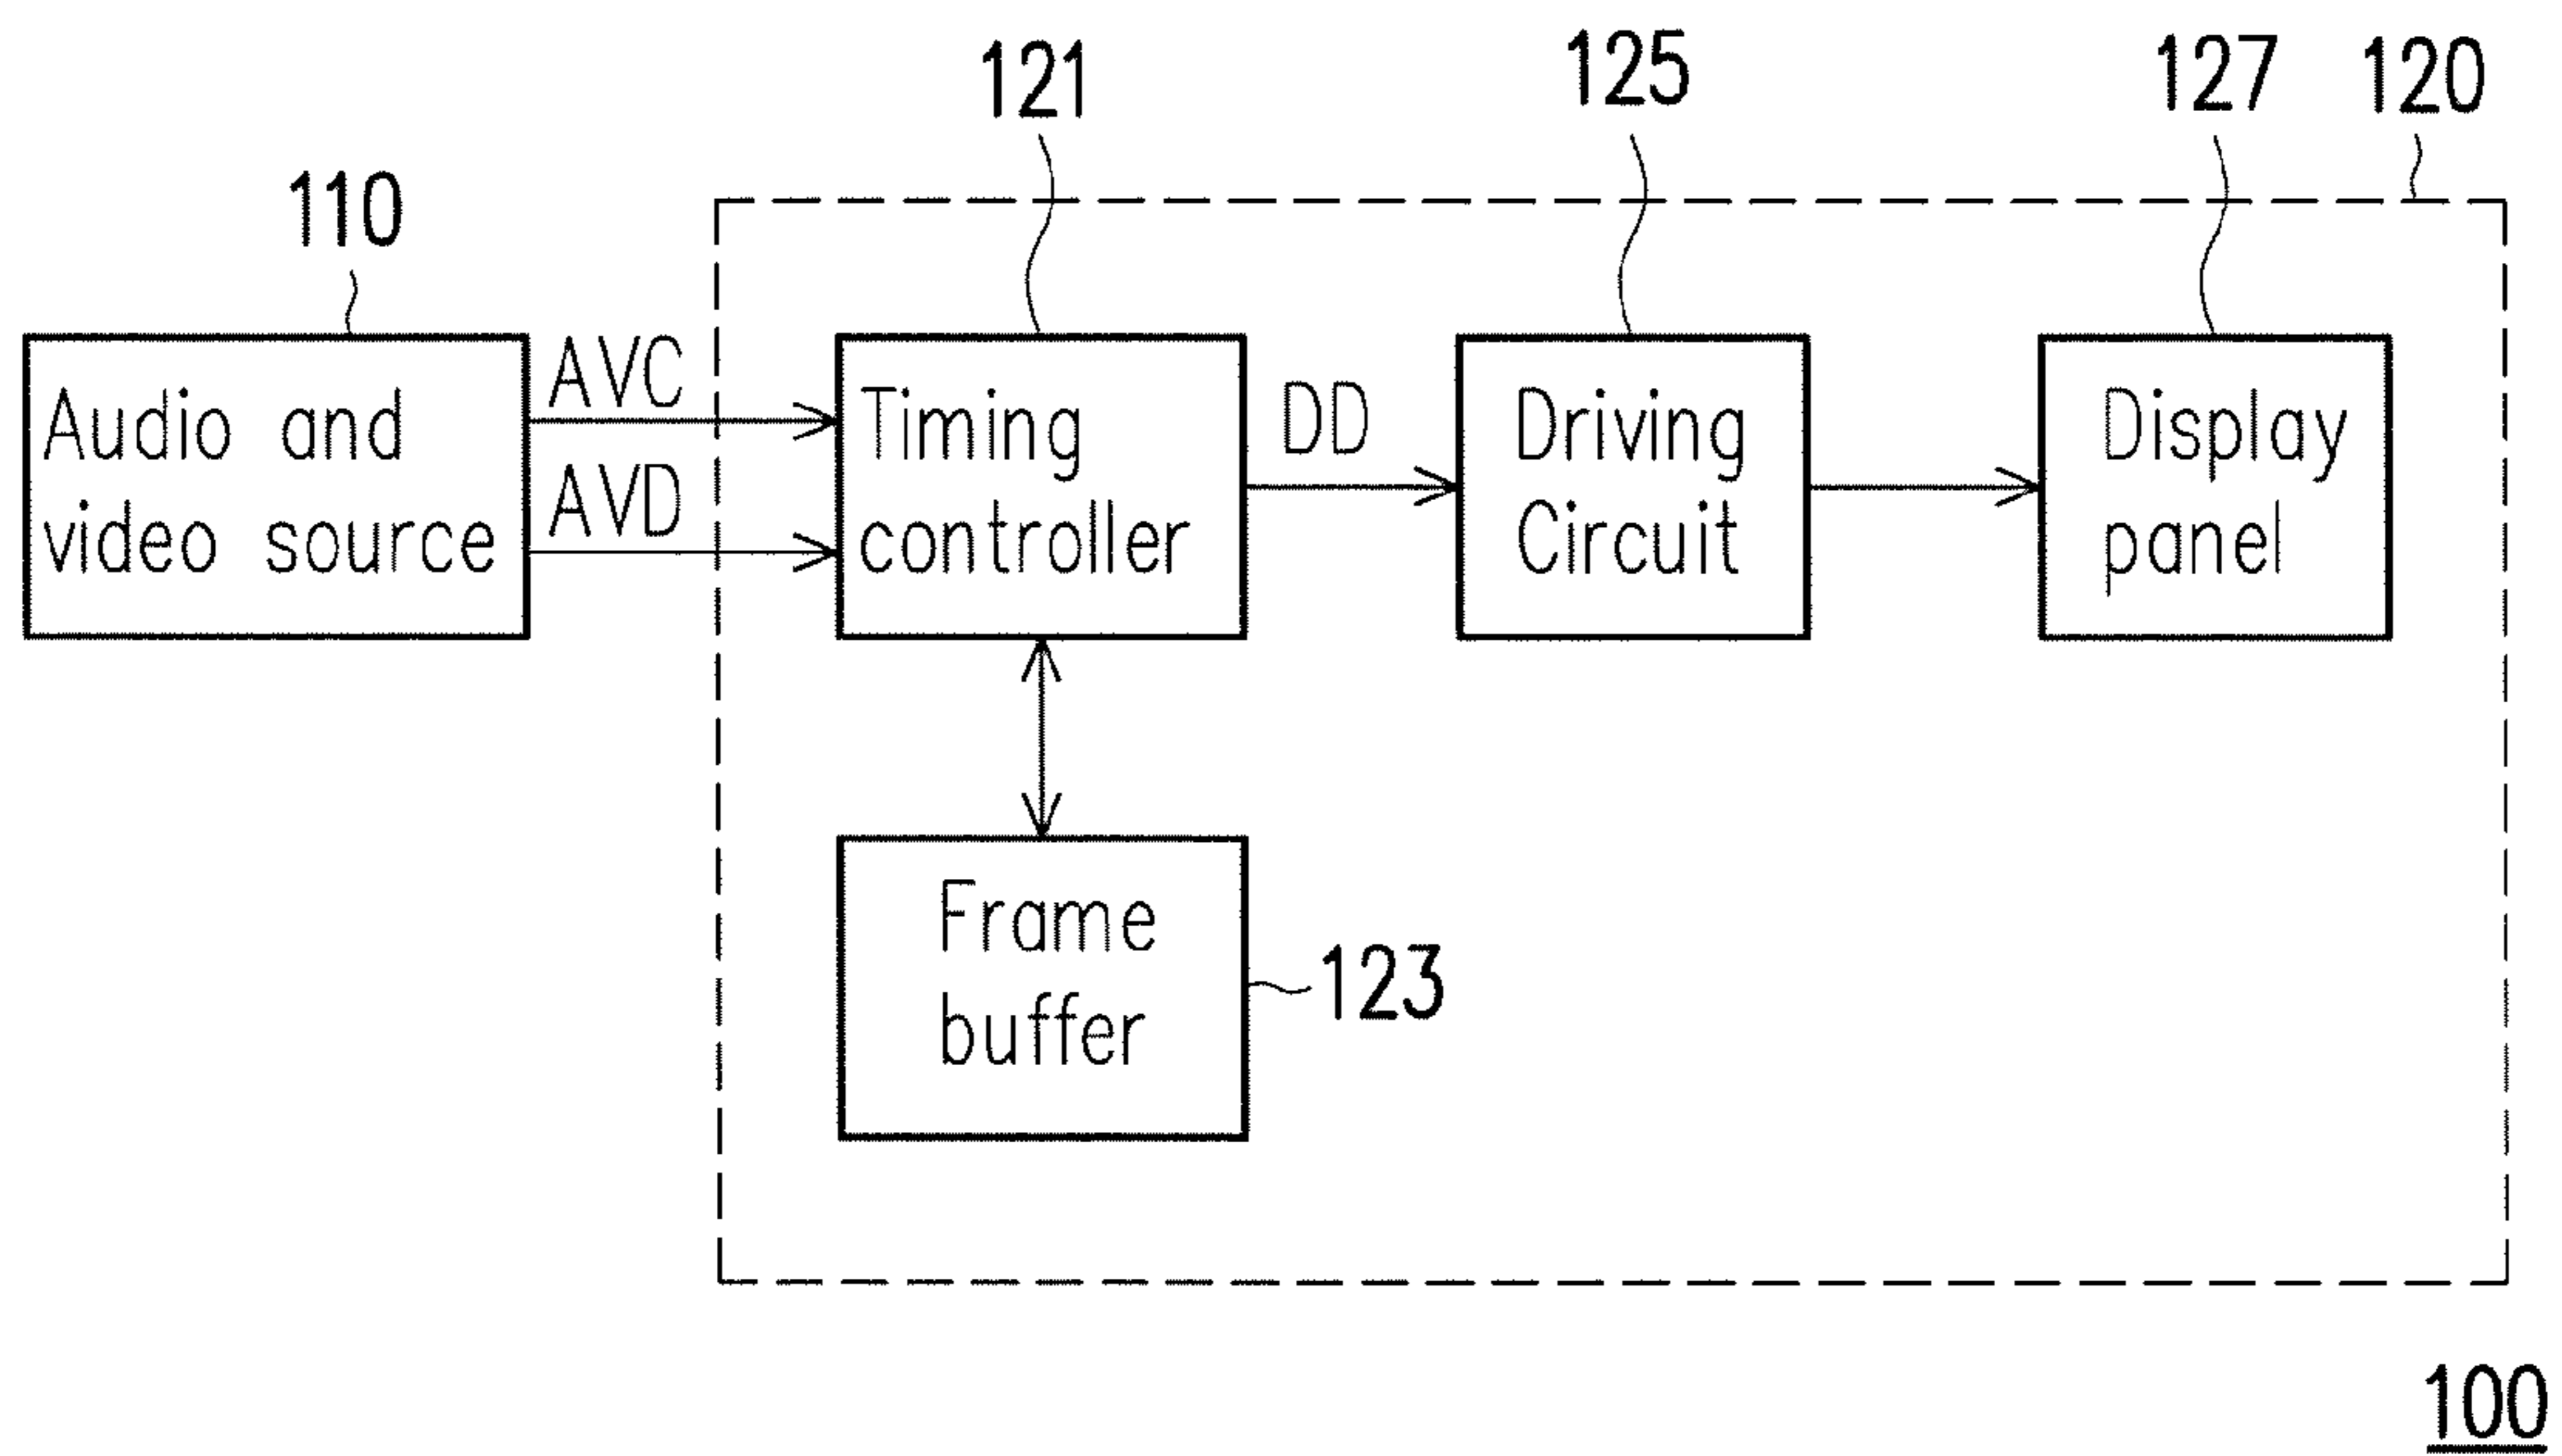 121
125
127
120
110
Audio and
video source
AVC
AVD
Timing
controller
DD
Driving
Circuit
Display
panel
Frame
buffer
123
100